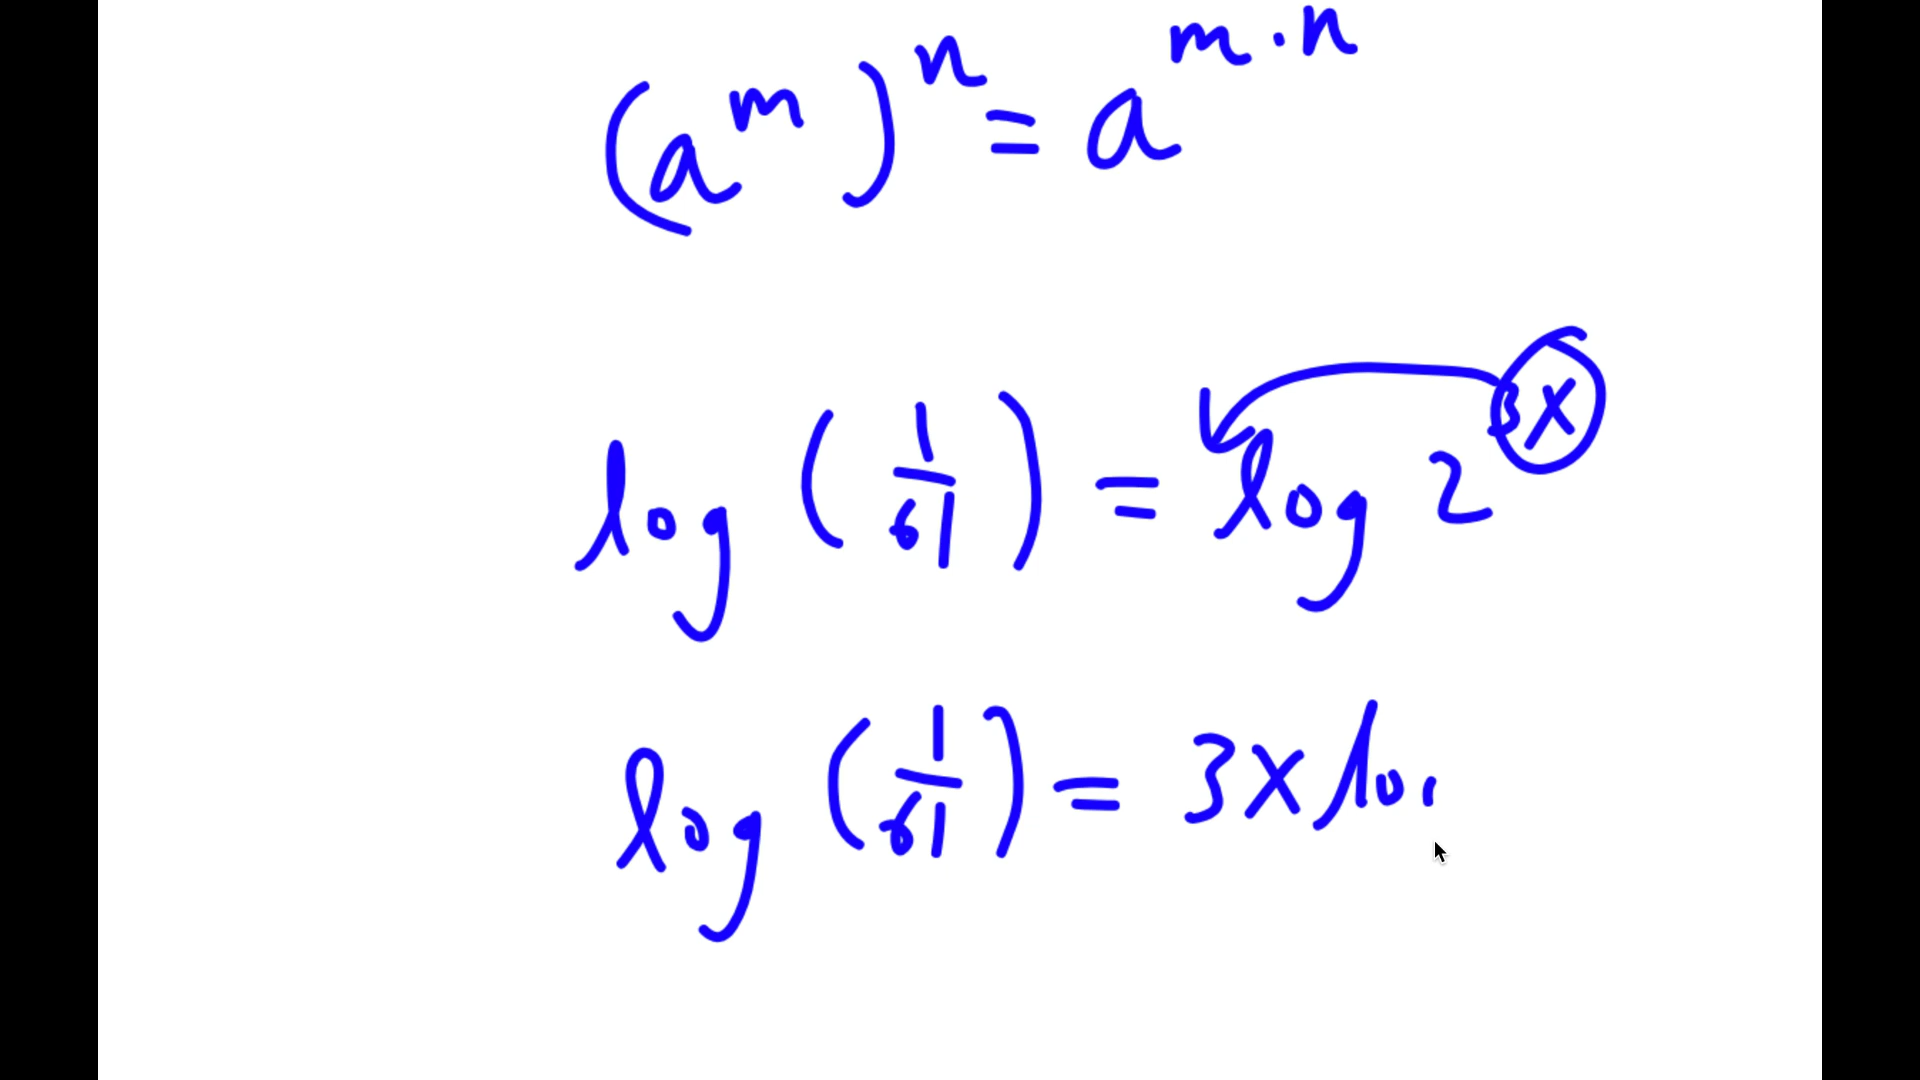 (a^m)^n = a^{m·n}
log (1/61) = log 2^{3x}
log (1/61) = 3x lo